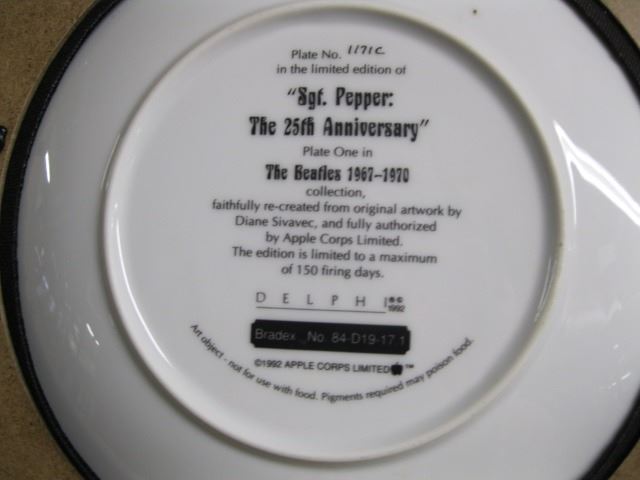 Plate No. 1171C
in the limited edition of
"Sgt. Pepper:
The 25th Anniversary"
Plate One in
The Beatles 1967–1970
collection,
faithfully re-created from original artwork by
Diane Sivavec, and fully authorized
by Apple Corps Limited.
The edition is limited to a maximum
of 150 firing days.
DELPHI ®©
1992
Bradex No. 84-D19-17.1
©1992 APPLE CORPS LIMITED ™
Art object - not for use with food. Pigments required may poison food.